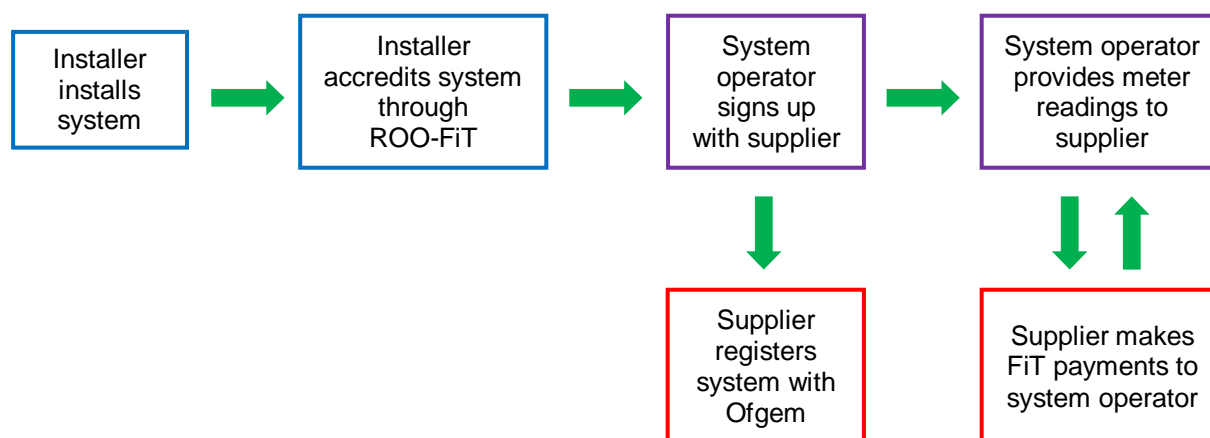 Installer
installs
system
Installer
accredits system
through
ROO-FiT
System
operator
signs up
with supplier
System operator
provides meter
readings to
supplier
Supplier
registers
system with
Ofgem
Supplier makes
FiT payments to
system operator